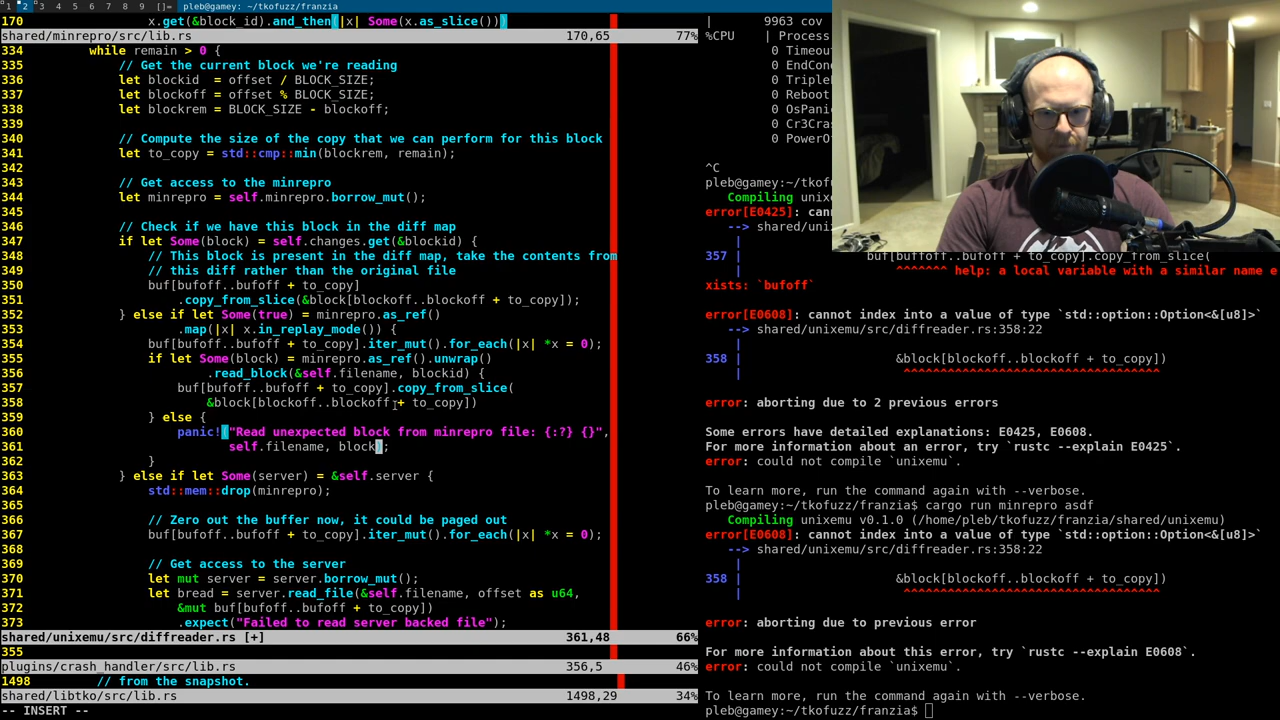 1 2 3 4 5 6 7 8 9 []= pleb@gamey: ~/tkofuzz/franzia
170 x.get(&block_id).and_then(|x| Some(x.as_slice()))
shared/minrepro/src/lib.rs 170,65 77%
334 while remain > 0 {
335 // Get the current block we're reading
336 let blockid  = offset / BLOCK_SIZE;
337 let blockoff = offset % BLOCK_SIZE;
338 let blockrem = BLOCK_SIZE - blockoff;
339
340 // Compute the size of the copy that we can perform for this block
341 let to_copy = std::cmp::min(blockrem, remain);
342
343 // Get access to the minrepro
344 let minrepro = self.minrepro.borrow_mut();
345
346 // Check if we have this block in the diff map
347 if let Some(block) = self.changes.get(&blockid) {
348 // This block is present in the diff map, take the contents from
349 // this diff rather than the original file
350 buf[bufoff..bufoff + to_copy]
351 .copy_from_slice(&block[blockoff..blockoff + to_copy]);
352 } else if let Some(true) = minrepro.as_ref()
353 .map(|x| x.in_replay_mode()) {
354 buf[bufoff..bufoff + to_copy].iter_mut().for_each(|x| *x = 0);
355 if let Some(block) = minrepro.as_ref().unwrap()
356 .read_block(&self.filename, blockid) {
357 buf[bufoff..bufoff + to_copy].copy_from_slice(
358 &block[blockoff..blockoff + to_copy])
359 } else {
360 panic!("Read unexpected block from minrepro file: {:?} {}",
361 self.filename, block);
362 }
363 } else if let Some(server) = &self.server {
364 std::mem::drop(minrepro);
365
366 // Zero out the buffer now, it could be paged out
367 buf[bufoff..bufoff + to_copy].iter_mut().for_each(|x| *x = 0);
368
369 // Get access to the server
370 let mut server = server.borrow_mut();
371 let bread = server.read_file(&self.filename, offset as u64,
372 &mut buf[bufoff..bufoff + to_copy])
373 .expect("Failed to read server backed file");
shared/unixemu/src/diffreader.rs [+] 361,48 66%
355
plugins/crash_handler/src/lib.rs 356,5 46%
1498 // from the snapshot.
shared/libtko/src/lib.rs 1498,29 34%
-- INSERT --
| 9963 cov
%CPU | Process
0 Timeou
0 EndCon
0 Triple
0 Reboot
0 OsPani
0 Cr3Cra
0 PowerO
^C
pleb@gamey:~/tkofu
Compiling unix
error[E0425]: can
--> shared/uni
|
357 | buf[buffoff..bufoff + to_copy].copy_from_slice(
| ^^^^^^^ help: a local variable with a similar name e
xists: `bufoff`
error[E0608]: cannot index into a value of type `std::option::Option<&[u8]>`
--> shared/unixemu/src/diffreader.rs:358:22
|
358 | &block[blockoff..blockoff + to_copy])
| ^^^^^^^^^^^^^^^^^^^^^^^^^^^^^^^^^^^
error: aborting due to 2 previous errors
Some errors have detailed explanations: E0425, E0608.
For more information about an error, try `rustc --explain E0425`.
error: could not compile `unixemu`.
To learn more, run the command again with --verbose.
pleb@gamey:~/tkofuzz/franzia$ cargo run minrepro asdf
Compiling unixemu v0.1.0 (/home/pleb/tkofuzz/franzia/shared/unixemu)
error[E0608]: cannot index into a value of type `std::option::Option<&[u8]>`
--> shared/unixemu/src/diffreader.rs:358:22
|
358 | &block[blockoff..blockoff + to_copy])
| ^^^^^^^^^^^^^^^^^^^^^^^^^^^^^^^^^^^
error: aborting due to previous error
For more information about this error, try `rustc --explain E0608`.
error: could not compile `unixemu`.
To learn more, run the command again with --verbose.
pleb@gamey:~/tkofuzz/franzia$